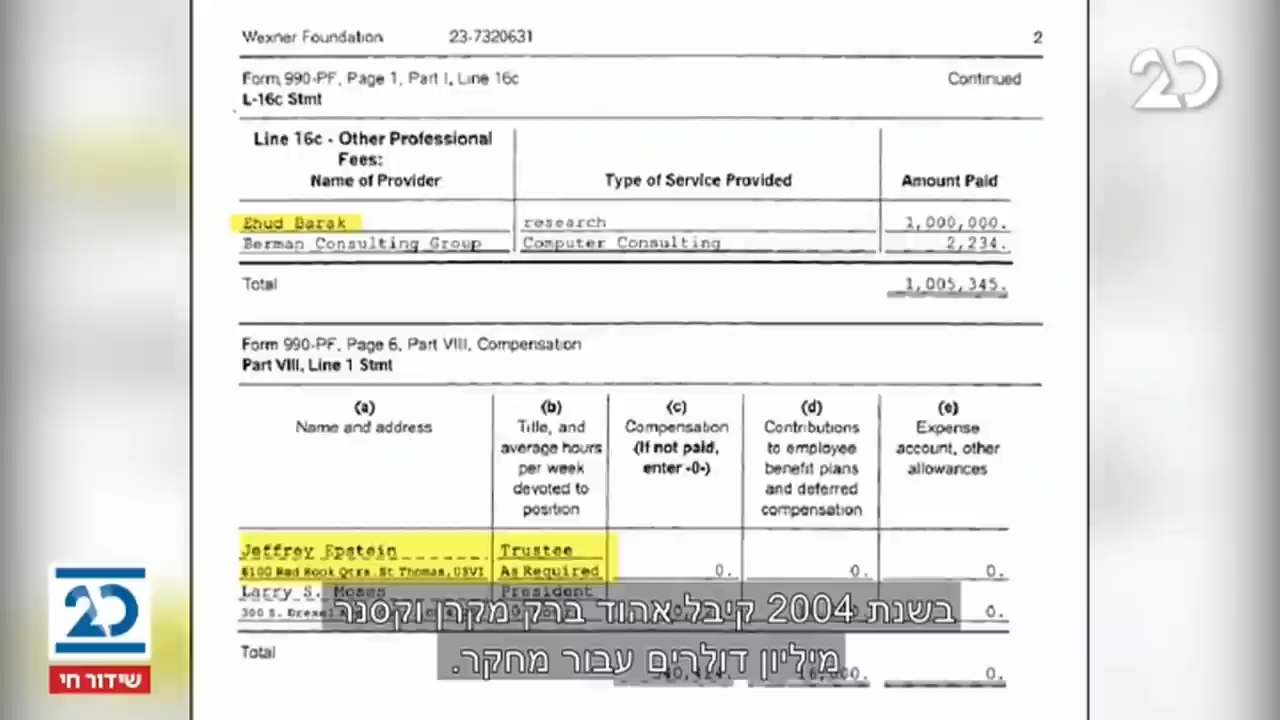 Wexner Foundation 23-7320631 2
Form 990-PF, Page 1, Part I, Line 16c Continued
L-16c Stmt
Line 16c - Other Professional
Fees:
Name of Provider Type of Service Provided Amount Paid
Ehud Barak research 1,000,000.
Berman Consulting Group Computer Consulting 2,234.
Total 1,005,345.
Form 990-PF, Page 6, Part VIII, Compensation
Part VIII, Line 1 Stmt
(a) (b) (c) (d) (e)
Name and address Title, and Compensation Contributions Expense
average hours (If not paid, to employee account, other
per week enter -0-) benefit plans allowances
devoted to and deferred
position compensation
Jeffrey Epstein Trustee
6100 Red Hook Qtrs. St Thomas, USVI As Required 0. 0. 0.
Larry S. Moses President
300 S. 0.
Total 0.
בשנת 2004 קיבל אהוד ברק מקרן וקסנר
מיליון דולרים עבור מחקר.
20
20
שידור חי